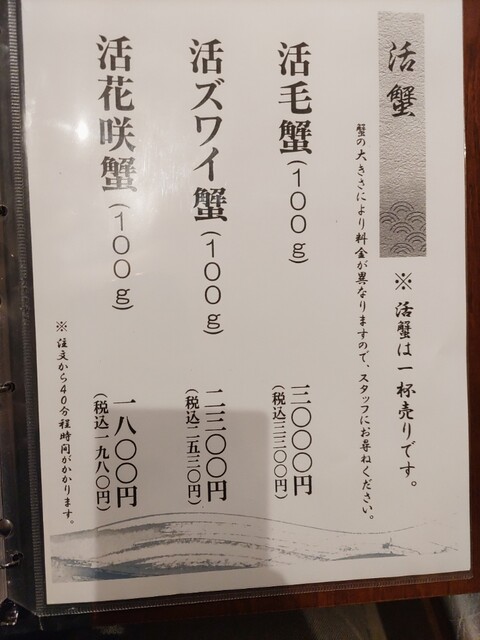 活蟹
※ 活蟹は一杯売りです。
蟹の大きさにより料金が異なりますので、スタッフにお尋ねください。
活毛蟹(100g)
三〇〇〇円
(税込三三〇〇円)
活ズワイ蟹(100g)
二三〇〇円
(税込二五三〇円)
活花咲蟹(100g)
一八〇〇円
(税込一九八〇円)
※ 注文から40分程時間がかかります。